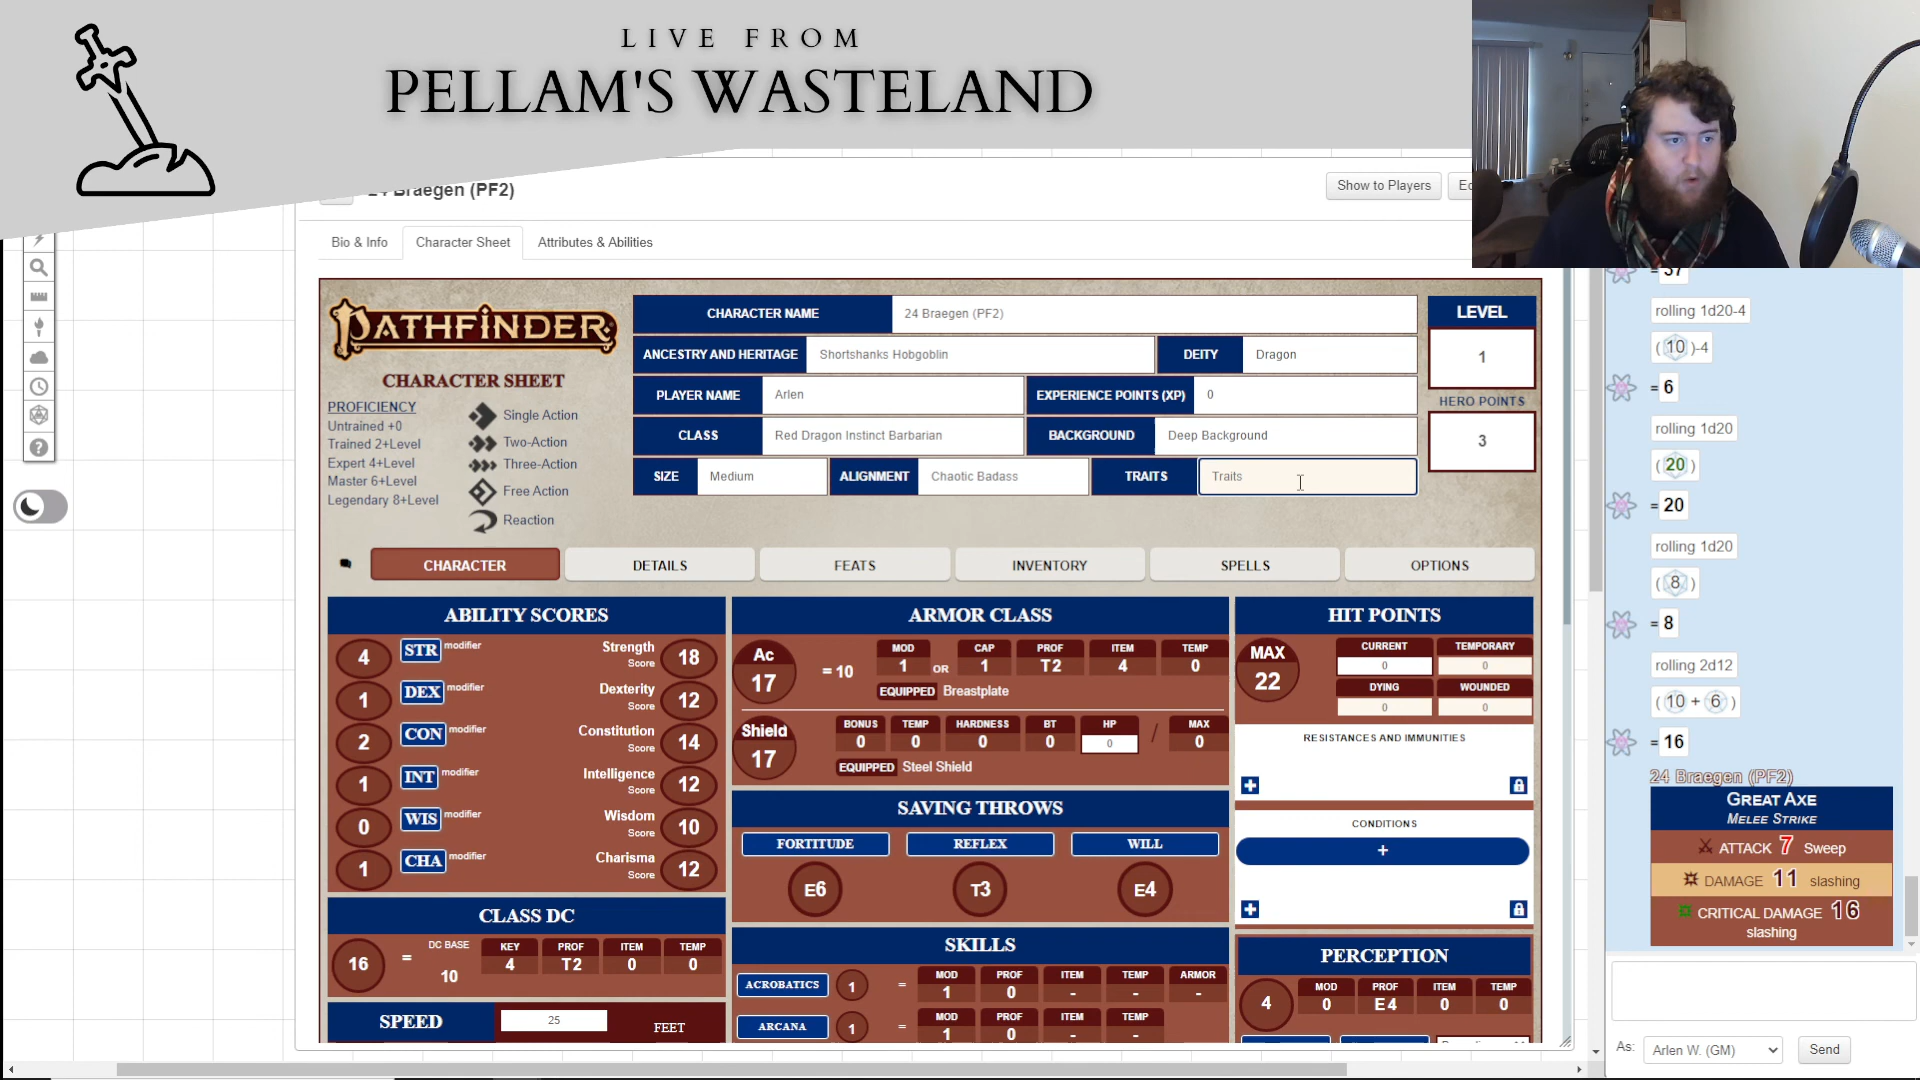 LIVE FROM
PELLAM'S WASTELAND
24 Braegen (PF2)
Show to Players
Bio & Info
Character Sheet
Attributes & Abilities
PATHFINDER
CHARACTER SHEET
PROFICIENCY
Untrained +0
Trained 2+Level
Expert 4+Level
Master 6+Level
Legendary 8+Level
Single Action
Two-Action
Three-Action
Free Action
Reaction
CHARACTER NAME 24 Braegen (PF2)
ANCESTRY AND HERITAGE Shortshanks Hobgoblin DEITY Dragon
PLAYER NAME Arlen EXPERIENCE POINTS (XP) 0
CLASS Red Dragon Instinct Barbarian BACKGROUND Deep Background
SIZE Medium ALIGNMENT Chaotic Badass TRAITS Traits
LEVEL
1
HERO POINTS
3
CHARACTER DETAILS FEATS INVENTORY SPELLS OPTIONS
ABILITY SCORES
4 STR modifier Strength Score 18
1 DEX modifier Dexterity Score 12
2 CON modifier Constitution Score 14
1 INT modifier Intelligence Score 12
0 WIS modifier Wisdom Score 10
1 CHA modifier Charisma Score 12
CLASS DC
DC BASE KEY PROF ITEM TEMP
16 = 10 4 T2 0 0
SPEED 25 FEET
ARMOR CLASS
MOD CAP PROF ITEM TEMP
Ac 17 = 10 1 OR 1 T2 4 0
EQUIPPED Breastplate
BONUS TEMP HARDNESS BT HP MAX
Shield 17 0 0 0 0 0 / 0
EQUIPPED Steel Shield
SAVING THROWS
FORTITUDE REFLEX WILL
E6 T3 E4
SKILLS
MOD PROF ITEM TEMP ARMOR
ACROBATICS 1 = 1 0 - - -
MOD PROF ITEM TEMP
ARCANA 1 = 1 0 - -
HIT POINTS
MAX 22
CURRENT TEMPORARY
0 0
DYING WOUNDED
0 0
RESISTANCES AND IMMUNITIES
CONDITIONS
+
PERCEPTION
MOD PROF ITEM TEMP
4 0 E4 0 0
= 37
rolling 1d20-4
(10)-4
= 6
rolling 1d20
(20)
= 20
rolling 1d20
(8)
= 8
rolling 2d12
(10 + 6)
= 16
24 Braegen (PF2)
GREAT AXE
MELEE STRIKE
ATTACK 7 Sweep
DAMAGE 11 slashing
CRITICAL DAMAGE 16
slashing
As: Arlen W. (GM) Send